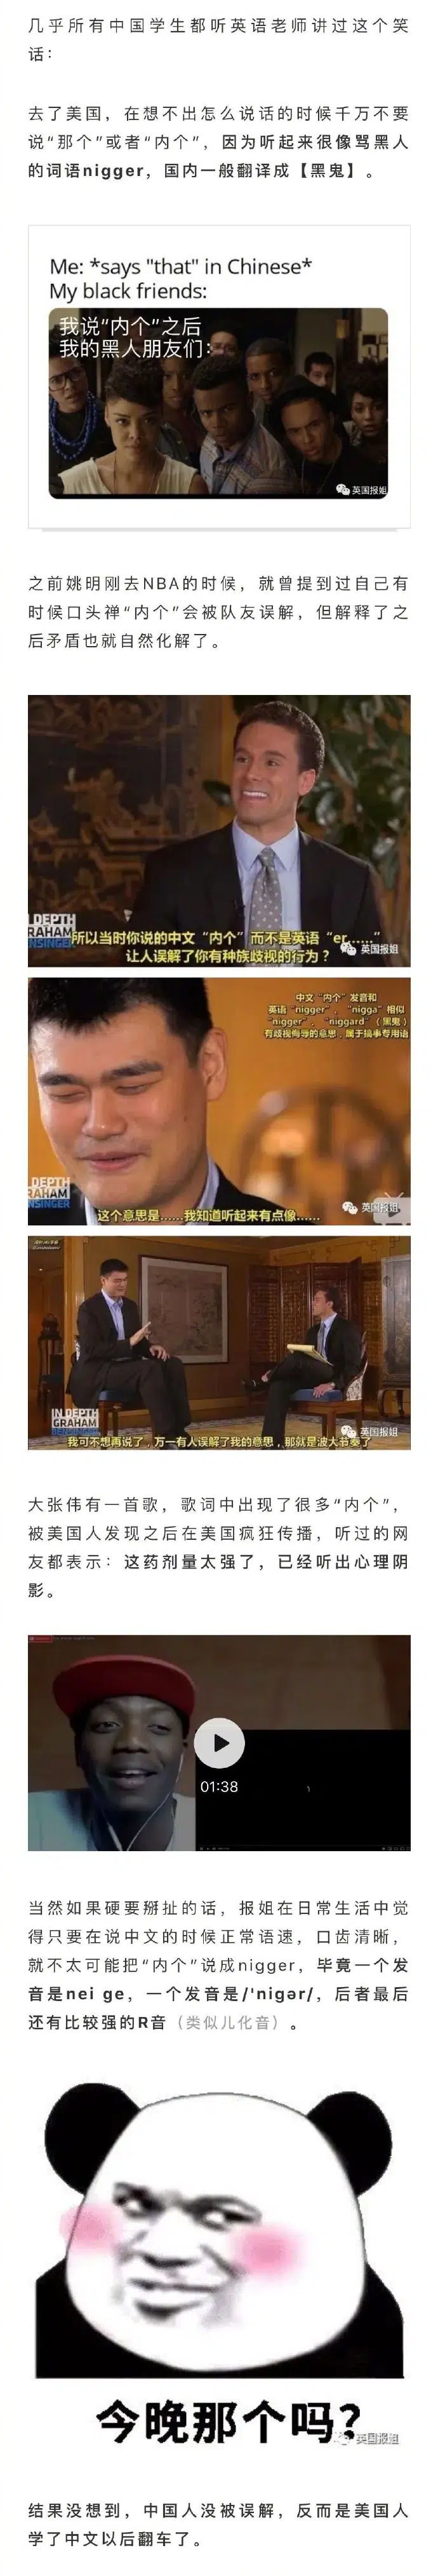 几乎所有中国学生都听英语老师讲过这个笑
话：
去了美国，在想不出怎么说话的时候千万不要
说“那个”或者“内个”，因为听起来很像骂黑人
的词语nigger，国内一般翻译成【黑鬼】。
Me: *says "that" in Chinese*
My black friends:
我说“内个”之后
我的黑人朋友们：
英国报姐
之前姚明刚去NBA的时候，就曾提到过自己有
时候口头禅“内个”会被队友误解，但解释了之
后矛盾也就自然化解了。
DEPTH
RAHAM
NSINGER
所以当时你说的中文“内个”而不是英语“er……”
让人误解了你有种族歧视的行为？
英国报姐
中文“内个”发音和
英语“nigger”、“nigga”相似
“nigger”、“niggard”（黑鬼）
有歧视侮辱的意思，属于搞事专用语
DEPTH
RAHAM
NSINGER
这个意思是……我知道听起来有点像……
英国报姐
IN DEPTH
GRAHAM
BENSINGER
我可不想再说了，万一有人误解了我的意思，那就是波大节奏了
英国报姐
大张伟有一首歌，歌词中出现了很多“内个”，
被美国人发现之后在美国疯狂传播，听过的网
友都表示：这药剂量太强了，已经听出心理阴
影。
01:38
当然如果硬要掰扯的话，报姐在日常生活中觉
得只要在说中文的时候正常语速，口齿清晰，
就不太可能把“内个”说成nigger，毕竟一个发
音是nei ge，一个发音是/ˈnigər/，后者最后
还有比较强的R音（类似儿化音）。
今晚那个吗？
英国报姐
结果没想到，中国人没被误解，反而是美国人
学了中文以后翻车了。